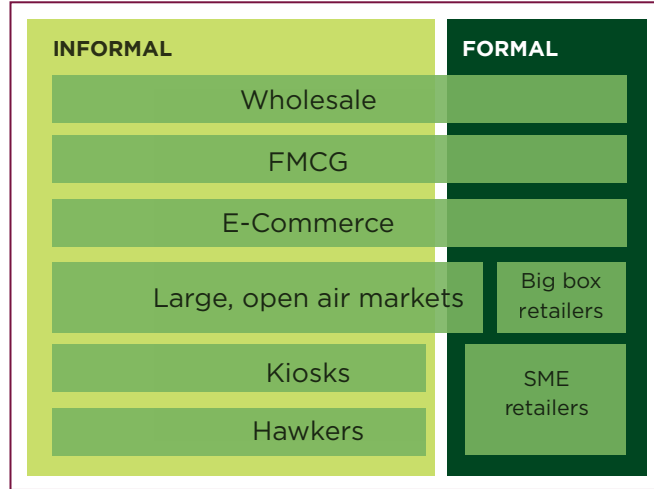 INFORMAL
FORMAL
Wholesale
FMCG
E-Commerce
Large, open air markets
Big box
retailers
Kiosks
SME
retailers
Hawkers